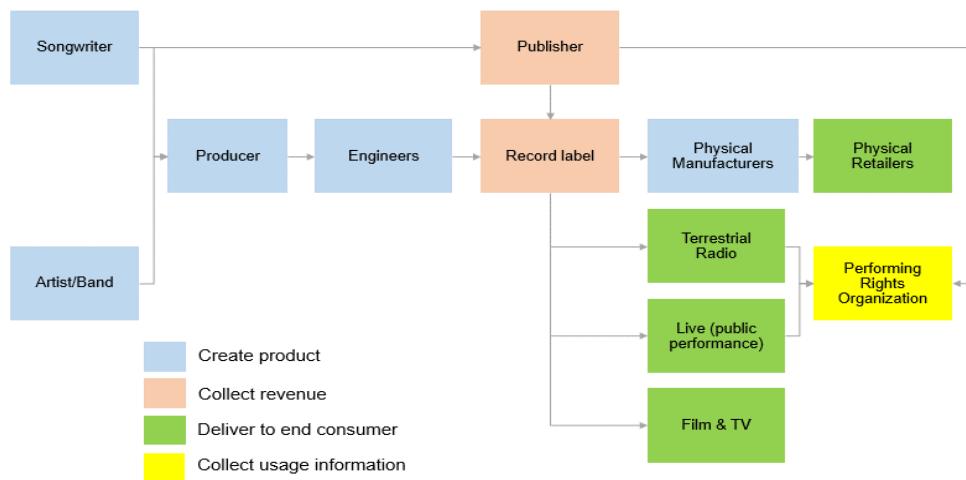 Songwriter
Publisher
Producer
Engineers
Record label
Physical
Manufacturers
Physical
Retailers
Terrestrial
Radio
Artist/Band
Performing
Rights
Organization
Live (public
performance)
Film & TV
Create product
Collect revenue
Deliver to end consumer
Collect usage information